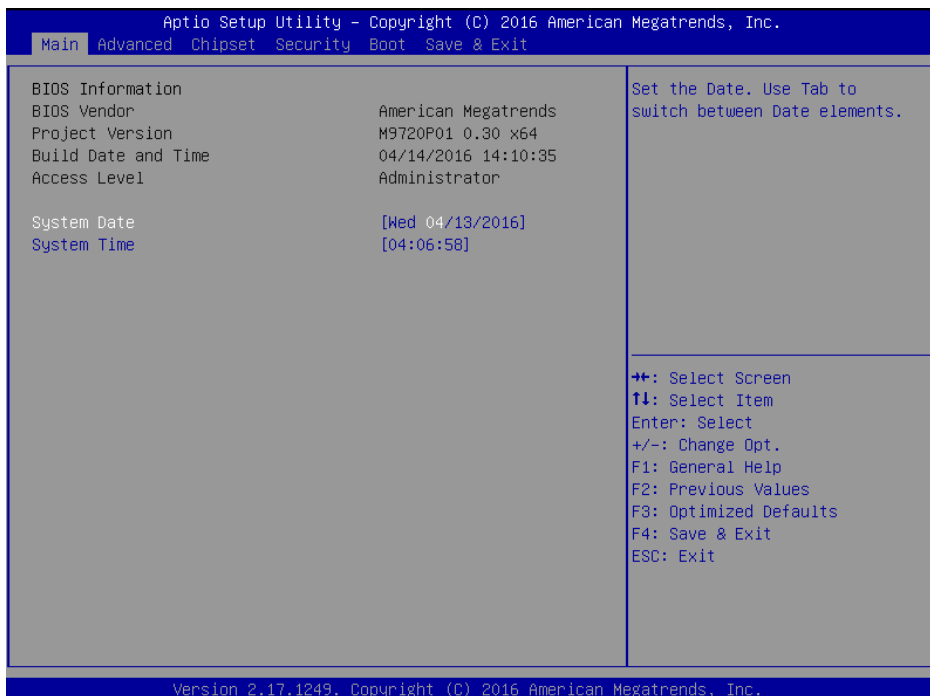 Aptio Setup Utility – Copyright (C) 2016 American Megatrends, Inc.
Main Advanced Chipset Security Boot Save & Exit
BIOS Information
BIOS Vendor American Megatrends
Project Version M9720P01 0.30 x64
Build Date and Time 04/14/2016 14:10:35
Access Level Administrator
System Date [Wed 04/13/2016]
System Time [04:06:58]
Set the Date. Use Tab to
switch between Date elements.
→←: Select Screen
↑↓: Select Item
Enter: Select
+/-: Change Opt.
F1: General Help
F2: Previous Values
F3: Optimized Defaults
F4: Save & Exit
ESC: Exit
Version 2.17.1249. Copyright (C) 2016 American Megatrends, Inc.